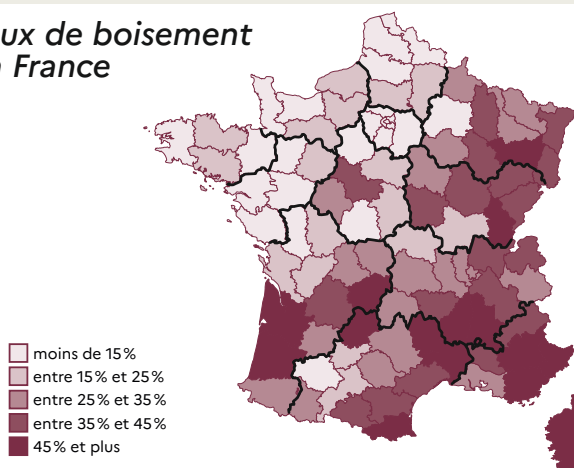 ux de boisement
France
moins de 15%
entre 15% et 25%
entre 25% et 35%
entre 35% et 45%
45% et plus